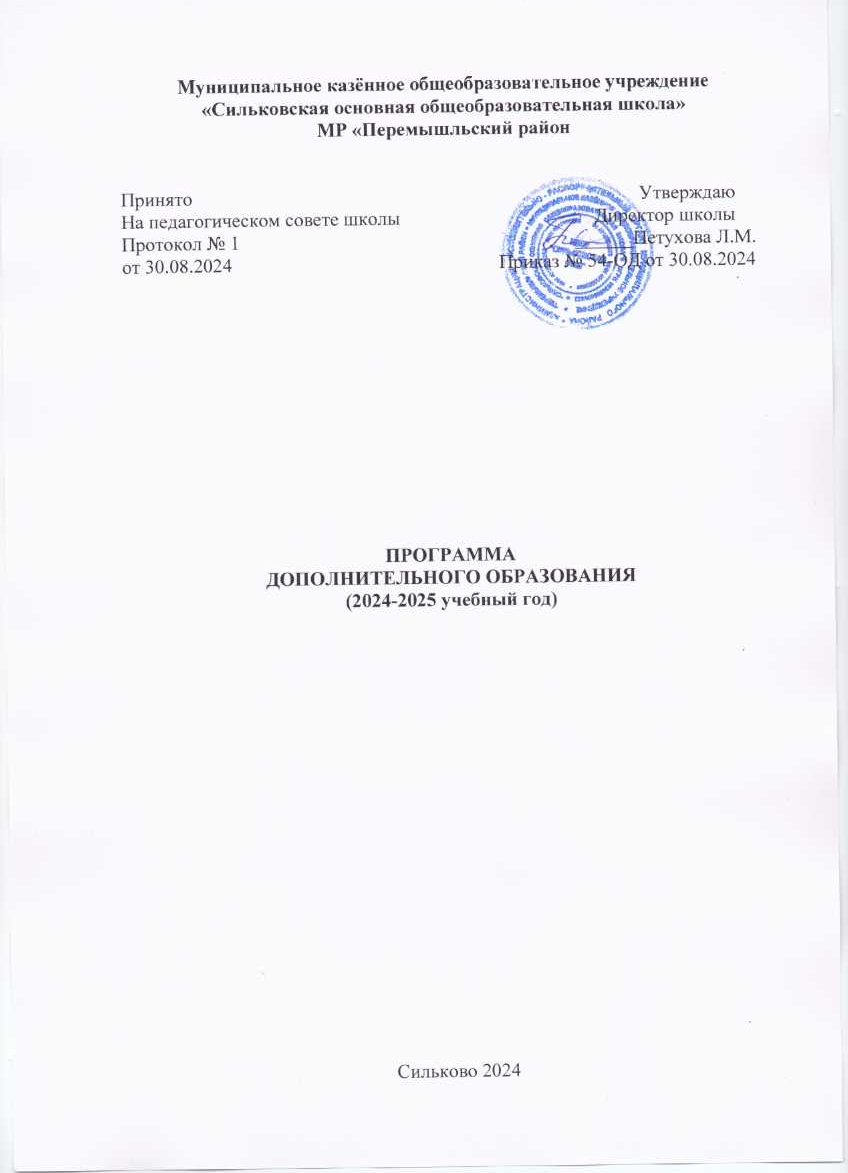 Муниципальное казённое общеобразовательное учреждение
«Сильковская основная общеобразовательная школа»
МР «Перемышльский район
Принято
На педагогическом совете школы
Протокол № 1
от 30.08.2024
Утверждаю
Директор школы
Петухова Л.М.
Приказ № 54-ОД от 30.08.2024
ПРОГРАММА
ДОПОЛНИТЕЛЬНОГО ОБРАЗОВАНИЯ
(2024-2025 учебный год)
Сильково 2024